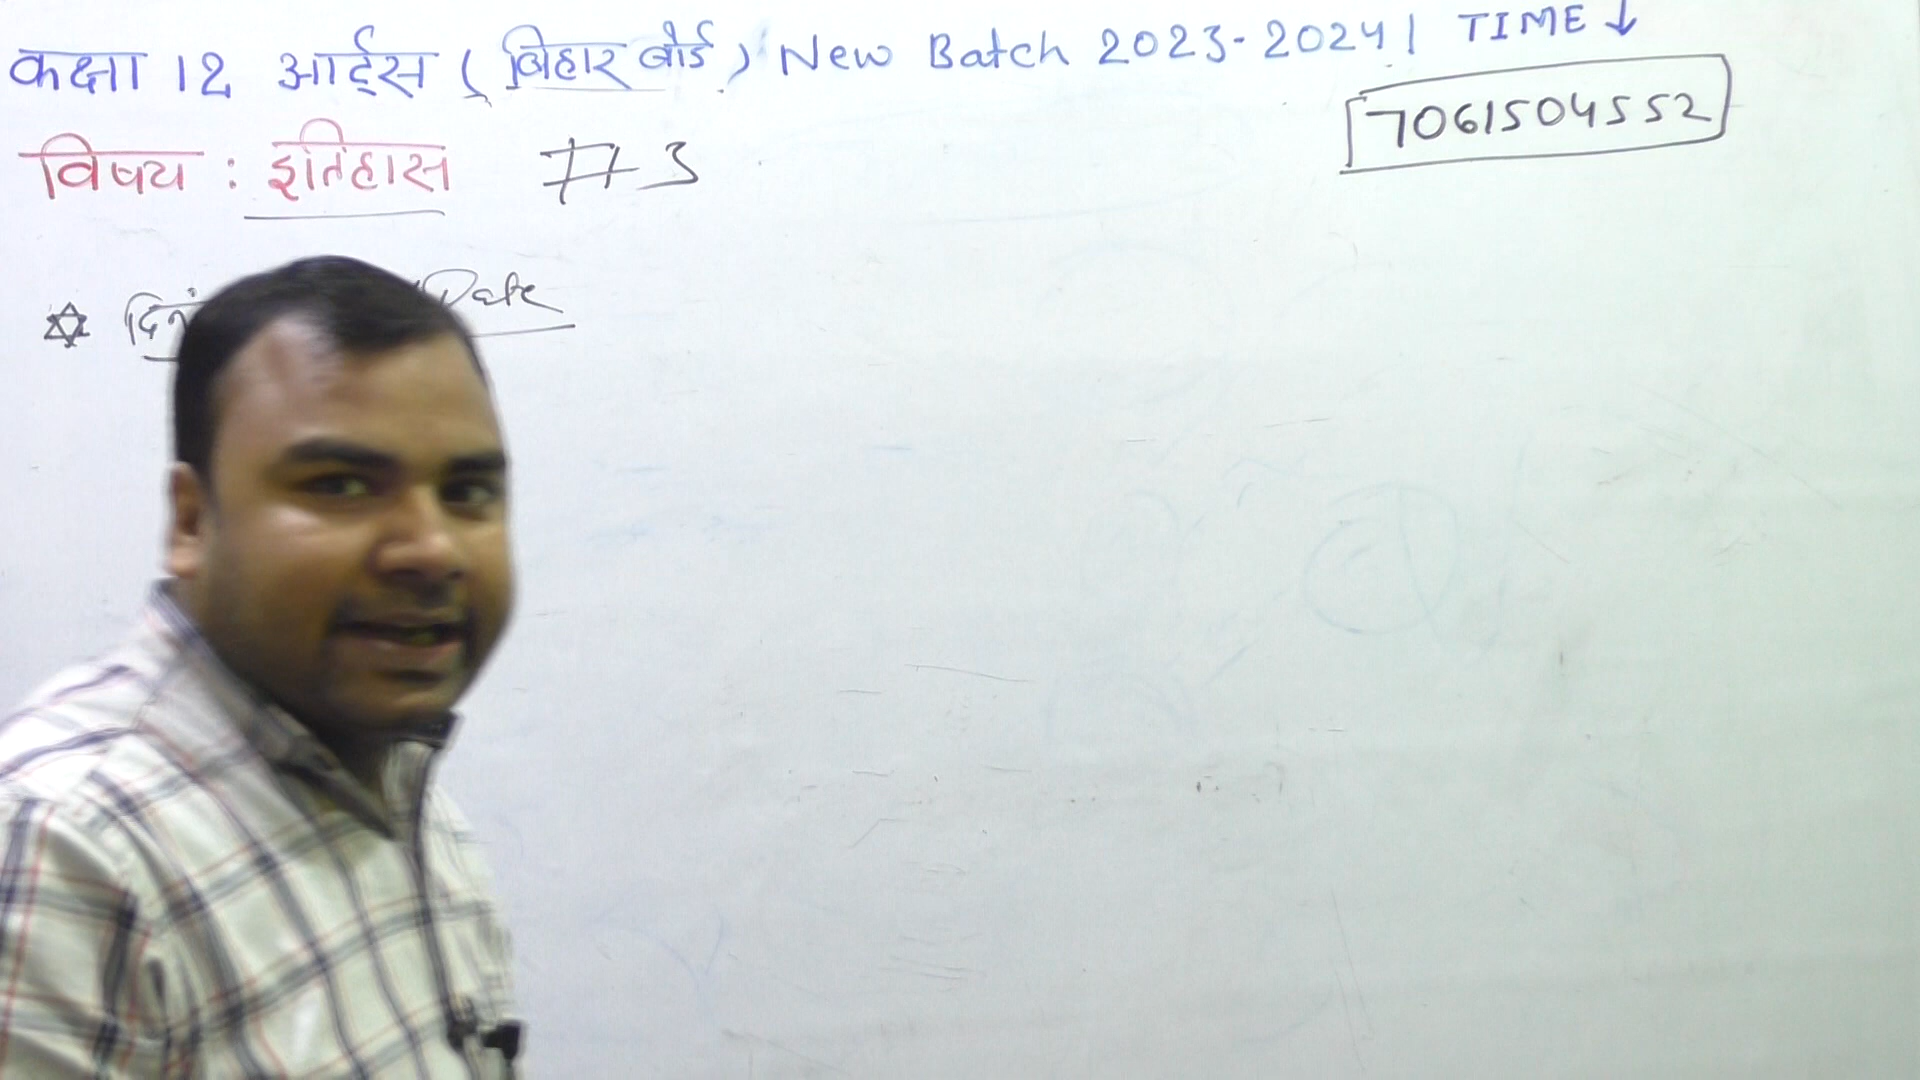 कक्षा 12 आर्ट्स (बिहार बोर्ड) New Batch 2023-2024 | TIME ↓
7061504552
विषय : इतिहास #3
Date